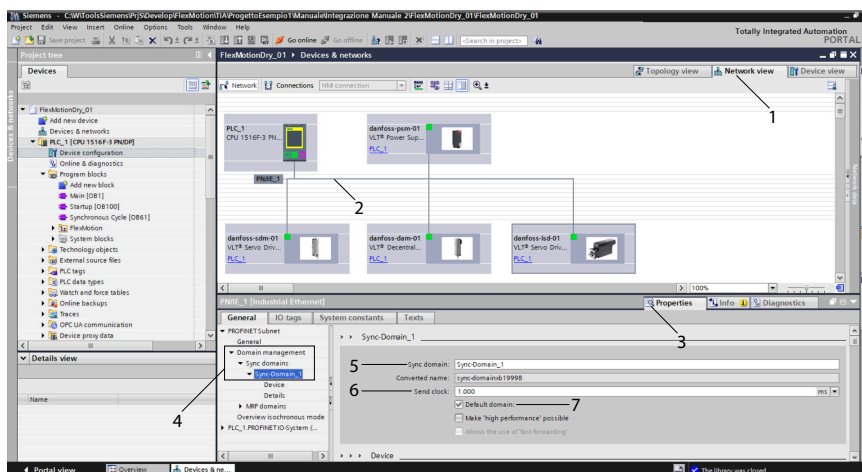 Siemens - C:\W\ToolsSiemens\PrjS\Develop\FlexMotion\TIA\ProgettoEsempio1\Manuale\Integrazione Manuale 2\FlexMotionDry_01\FlexMotionDry_01
Project Edit View Insert Online Options Tools Window Help
Totally Integrated Automation
PORTAL
Save project
Go online
Go offline
<Search in project>
Project tree
FlexMotionDry_01 › Devices & networks
Devices
Topology view
Network view
Device view
Network
Connections
HMI connection
1
Devices & networks
Network data
FlexMotionDry_01
Add new device
Devices & networks
PLC_1 [CPU 1516F-3 PN/DP]
Device configuration
Online & diagnostics
Program blocks
Add new block
Main [OB1]
Startup [OB100]
Synchronous Cycle [OB61]
FlexMotion
System blocks
Technology objects
External source files
PLC tags
PLC data types
Watch and force tables
Online backups
Traces
OPC UA communication
Device proxy data
PLC_1
CPU 1516F-3 PN...
danfoss-psm-01
VLT® Power Sup...
PLC_1
PN/IE_1
2
danfoss-sdm-01
VLT® Servo Driv...
PLC_1
danfoss-dam-01
VLT® Decentral...
PLC_1
danfoss-isd-01
VLT® Servo Driv...
PLC_1
100%
PN/IE_1 [Industrial Ethernet]
Properties
Info
Diagnostics
3
General
IO tags
System constants
Texts
PROFINET Subnet
General
Domain management
Sync domains
Sync-Domain_1
Device
Details
MRP domains
Overview isochronous mode
PLC_1.PROFINET IO-System (...
4
Sync-Domain_1
5
Sync domain: Sync-Domain_1
Converted name: sync-domainxb19998
6
Send clock: 1.000 ms
Default domain:
7
Make 'high performance' possible
Allows the use of 'fast forwarding'
Device
Details view
Name
Portal view
Overview
Devices & ne...
The library was closed.